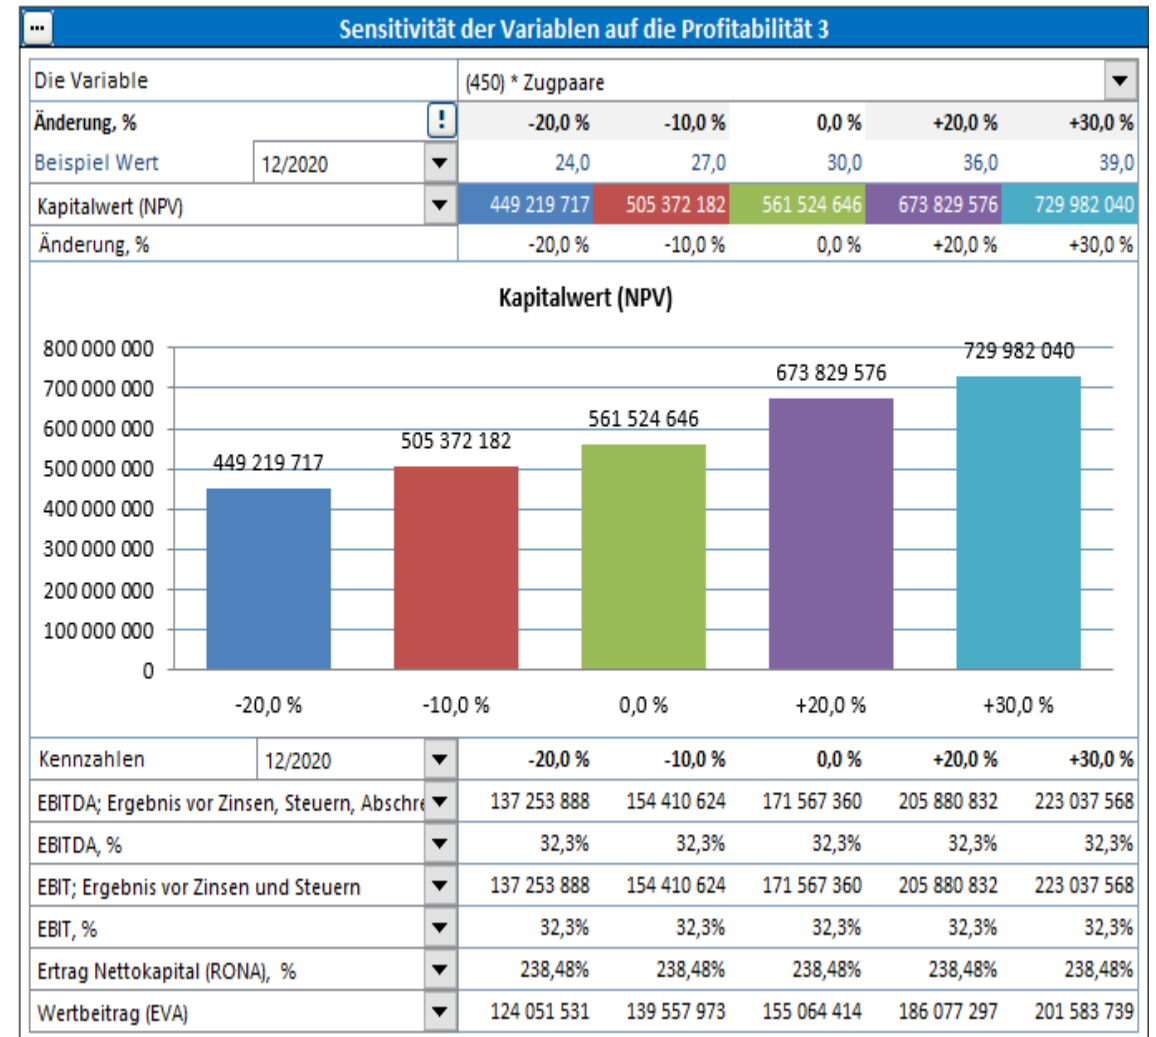 ... Sensitivität der Variablen auf die Profitabilität 3
Die Variable (450) * Zugpaare
Änderung, % ! -20,0 % -10,0 % 0,0 % +20,0 % +30,0 %
Beispiel Wert 12/2020 24,0 27,0 30,0 36,0 39,0
Kapitalwert (NPV) 449 219 717 505 372 182 561 524 646 673 829 576 729 982 040
Änderung, % -20,0 % -10,0 % 0,0 % +20,0 % +30,0 %
Kapitalwert (NPV)
800 000 000
700 000 000
600 000 000
500 000 000
400 000 000
300 000 000
200 000 000
100 000 000
0
449 219 717
505 372 182
561 524 646
673 829 576
729 982 040
-20,0 % -10,0 % 0,0 % +20,0 % +30,0 %
Kennzahlen 12/2020 -20,0 % -10,0 % 0,0 % +20,0 % +30,0 %
EBITDA; Ergebnis vor Zinsen, Steuern, Abschre 137 253 888 154 410 624 171 567 360 205 880 832 223 037 568
EBITDA, % 32,3% 32,3% 32,3% 32,3% 32,3%
EBIT; Ergebnis vor Zinsen und Steuern 137 253 888 154 410 624 171 567 360 205 880 832 223 037 568
EBIT, % 32,3% 32,3% 32,3% 32,3% 32,3%
Ertrag Nettokapital (RONA), % 238,48% 238,48% 238,48% 238,48% 238,48%
Wertbeitrag (EVA) 124 051 531 139 557 973 155 064 414 186 077 297 201 583 739